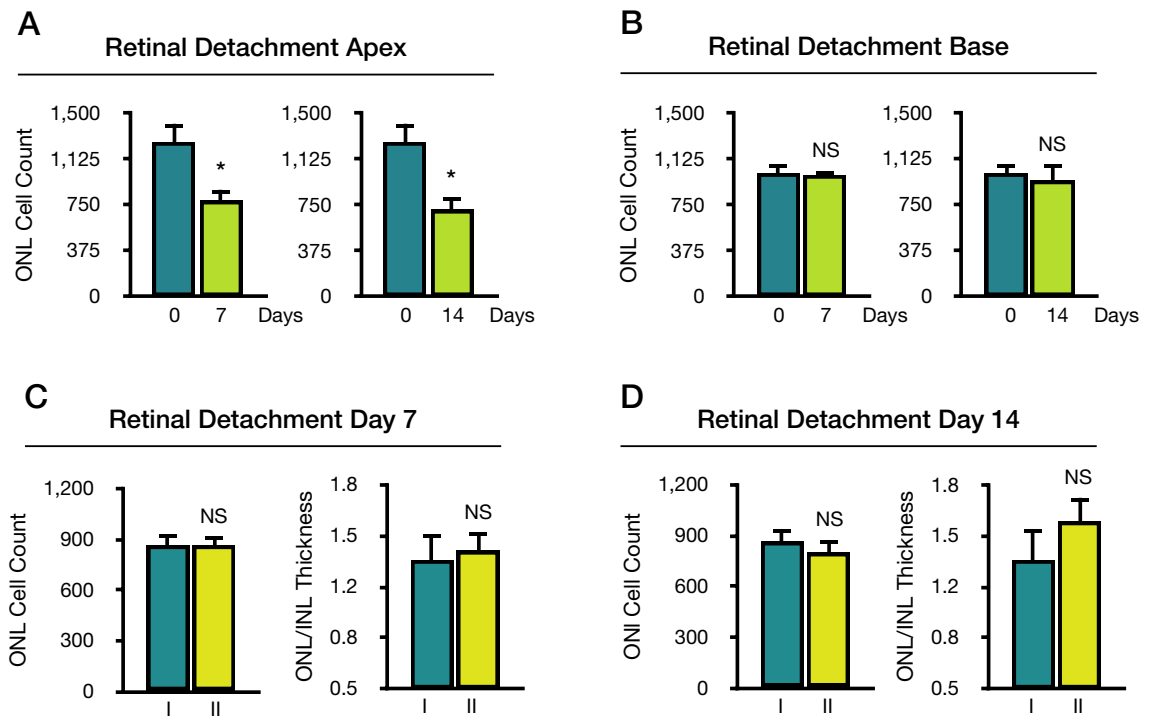 A
Retinal Detachment Apex
ONL Cell Count
1,500
1,125
750
375
0
*
0 7 Days
1,500
1,125
750
375
0
*
0 14 Days
B
Retinal Detachment Base
ONL Cell Count
1,500
1,125
750
375
0
NS
0 7 Days
1,500
1,125
750
375
0
NS
0 14 Days
C
Retinal Detachment Day 7
ONL Cell Count
1,200
900
600
300
0
NS
I II
ONL/INL Thickness
1.8
1.5
1.2
0.8
0.5
NS
I II
D
Retinal Detachment Day 14
ONI Cell Count
1,200
900
600
300
0
NS
I II
ONL/INL Thickness
1.8
1.5
1.2
0.8
0.5
NS
I II